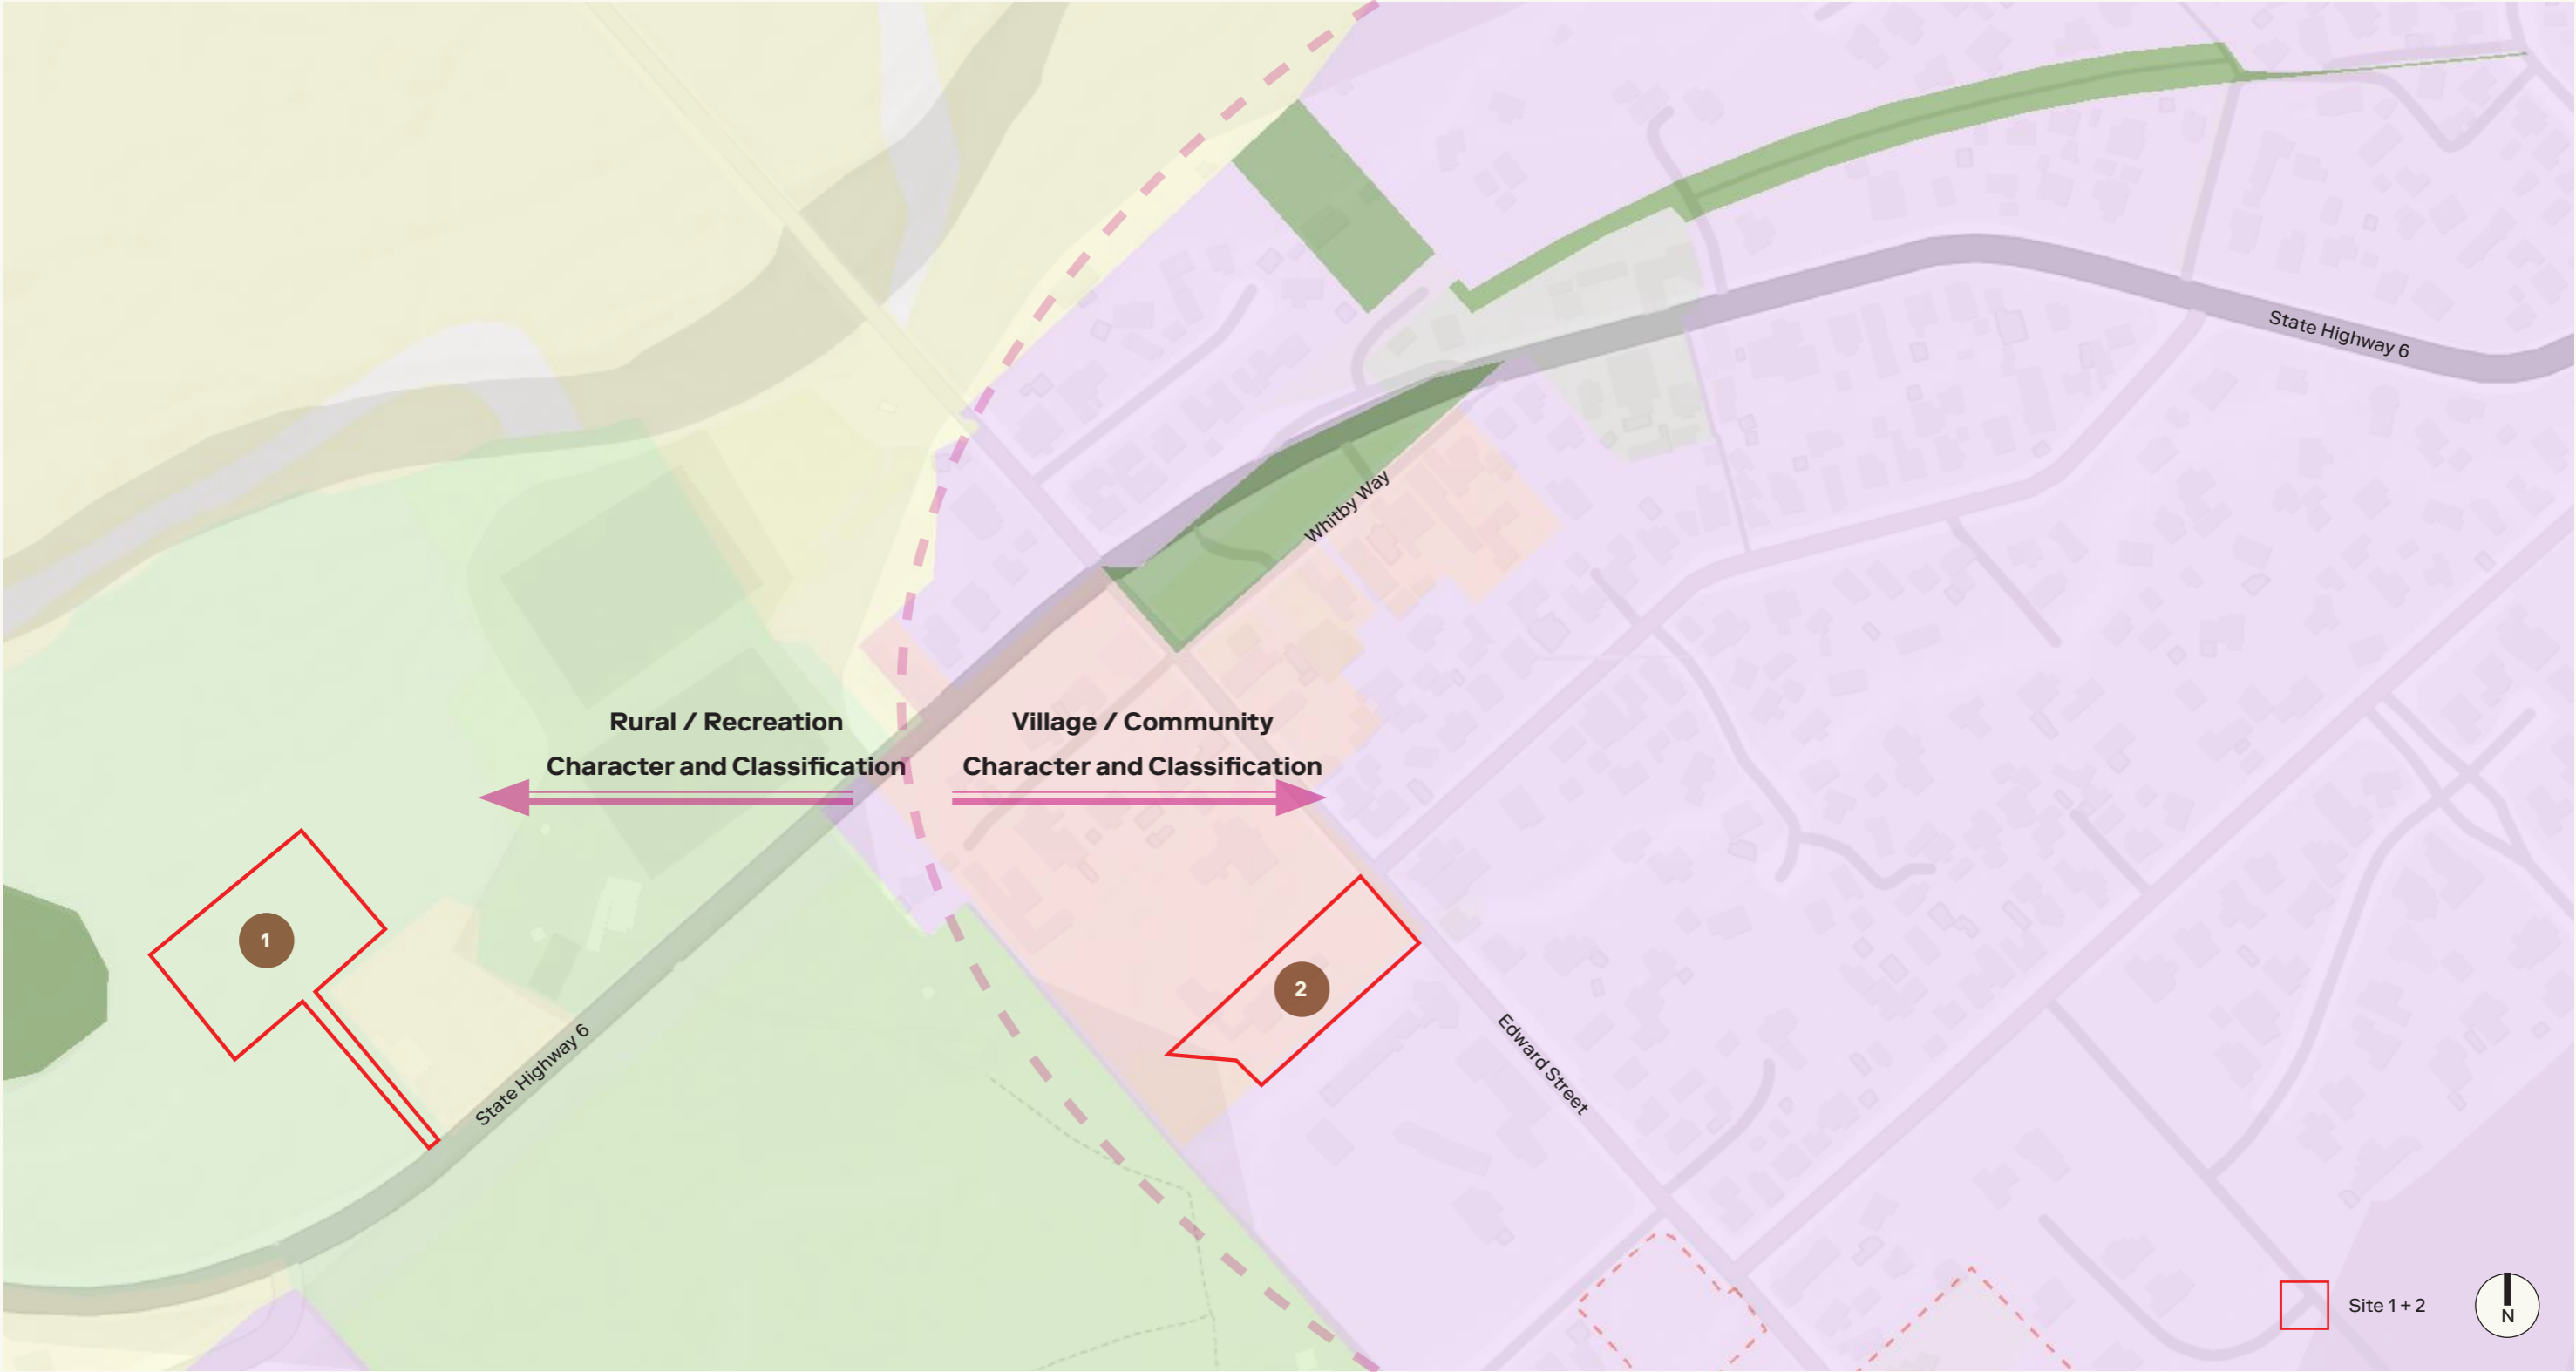 State Highway 6
Whitby Way
Rural / Recreation
Character and Classification
Village / Community
Character and Classification
1
2
State Highway 6
Edward Street
Site 1 + 2
N